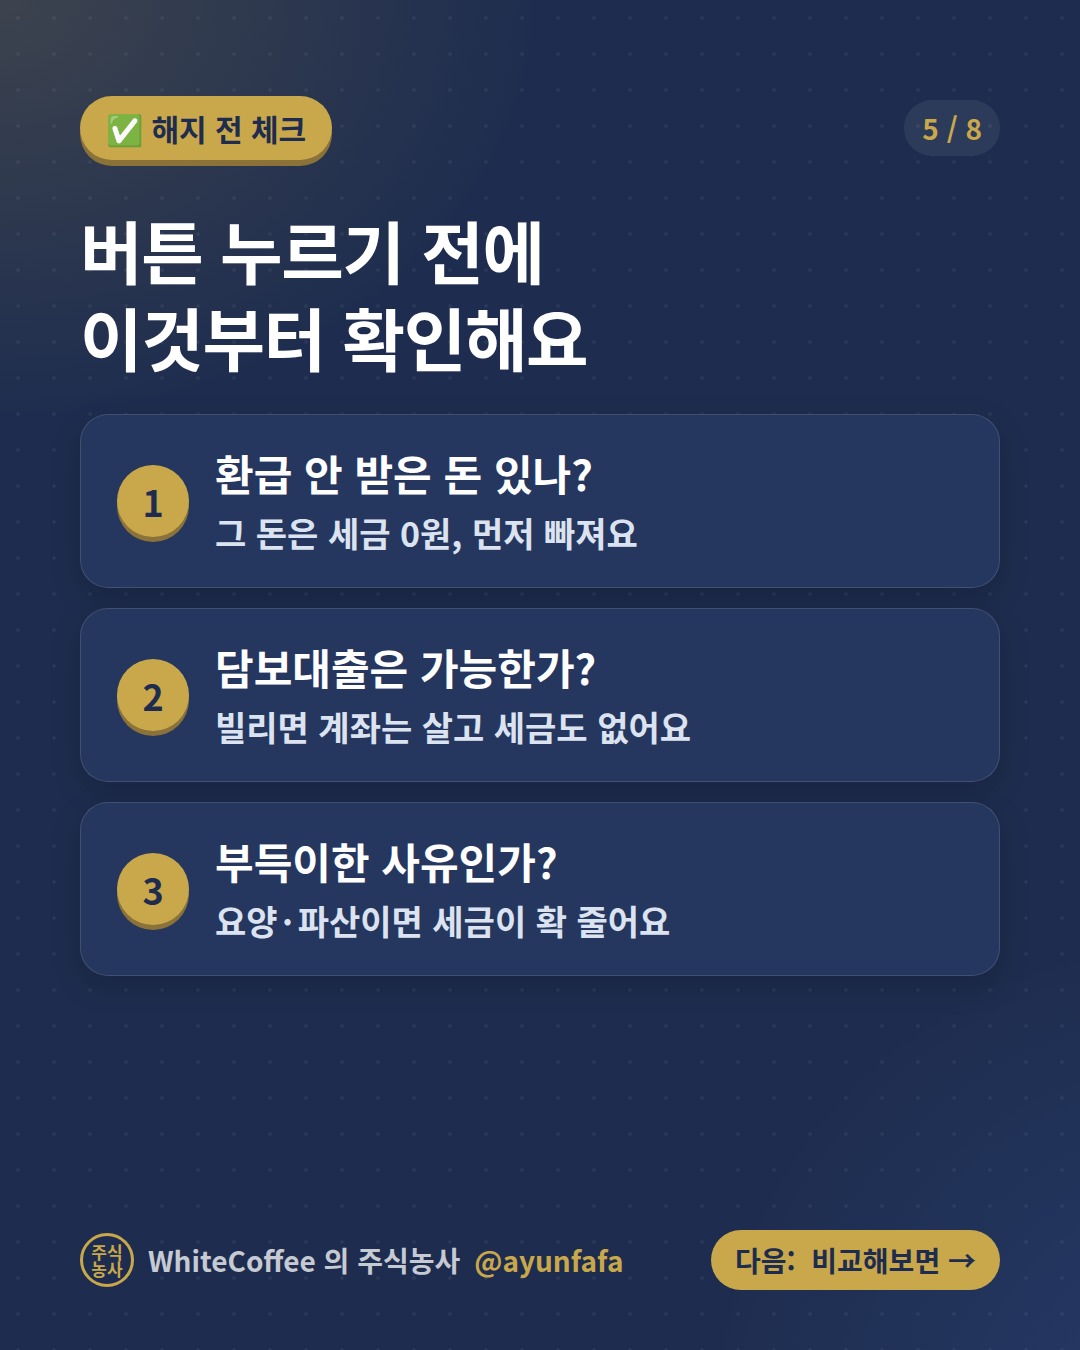 ✅ 해지 전 체크
5 / 8
버튼 누르기 전에
이것부터 확인해요
1
환급 안 받은 돈 있나?
그 돈은 세금 0원, 먼저 빠져요
2
담보대출은 가능한가?
빌리면 계좌는 살고 세금도 없어요
3
부득이한 사유인가?
요양·파산이면 세금이 확 줄어요
주식
농사
WhiteCoffee 의 주식농사 @ayunfafa
다음: 비교해보면 →